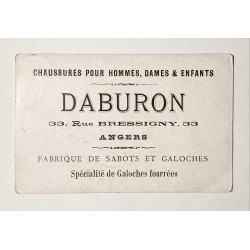 CHAUSSURES POUR HOMMES, DAMES & ENFANTS
DABURON
33, Rue BRESSIGNY, 33
ANGERS
FABRIQUE DE SABOTS ET GALOCHES
Spécialité de Galoches fourrées